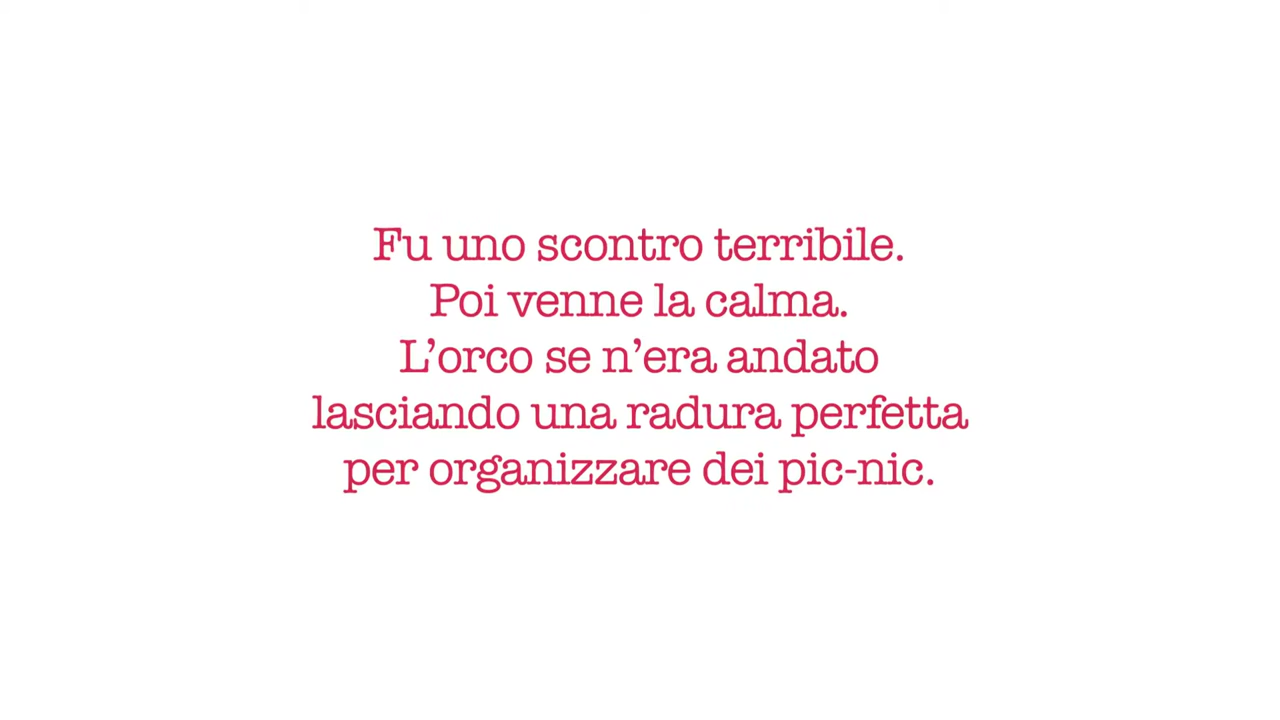 Fu uno scontro terribile.
Poi venne la calma.
L’orco se n’era andato
lasciando una radura perfetta
per organizzare dei pic-nic.